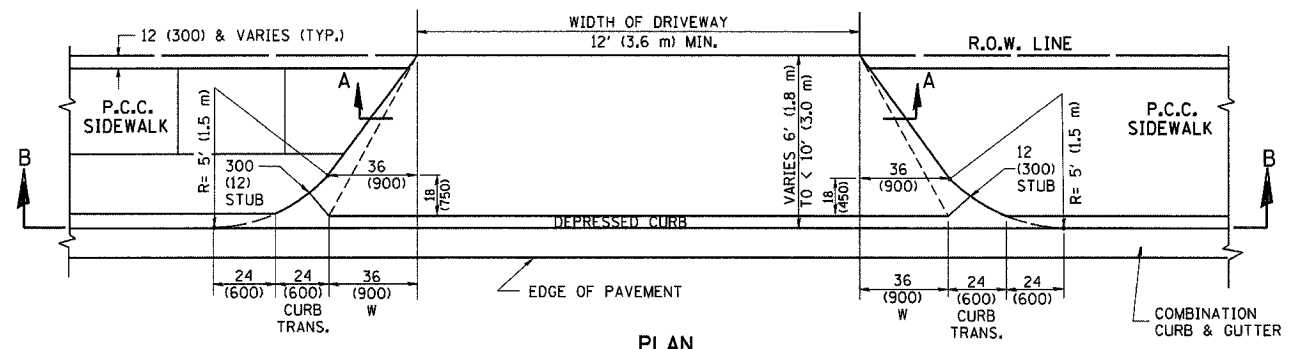 WIDTH OF DRIVEWAY
12' (3.6 m) MIN.
12 (300) & VARIES (TYP.)
R.O.W. LINE
A
A
P.C.C.
SIDEWALK
P.C.C.
SIDEWALK
R= 5' (1.5 m)
VARIES 6' (1.8 m)
TO < 10' (3.0 m)
R= 5' (1.5 m)
B
B
300
(12)
STUB
36
(900)
18
(750)
36
(900)
18
(450)
12
(300)
STUB
DEPRESSED CURB
24
(600)
24
(600)
CURB
TRANS.
36
(900)
W
EDGE OF PAVEMENT
36
(900)
W
24
(600)
CURB
TRANS.
24
(600)
COMBINATION
CURB & GUTTER
PLAN